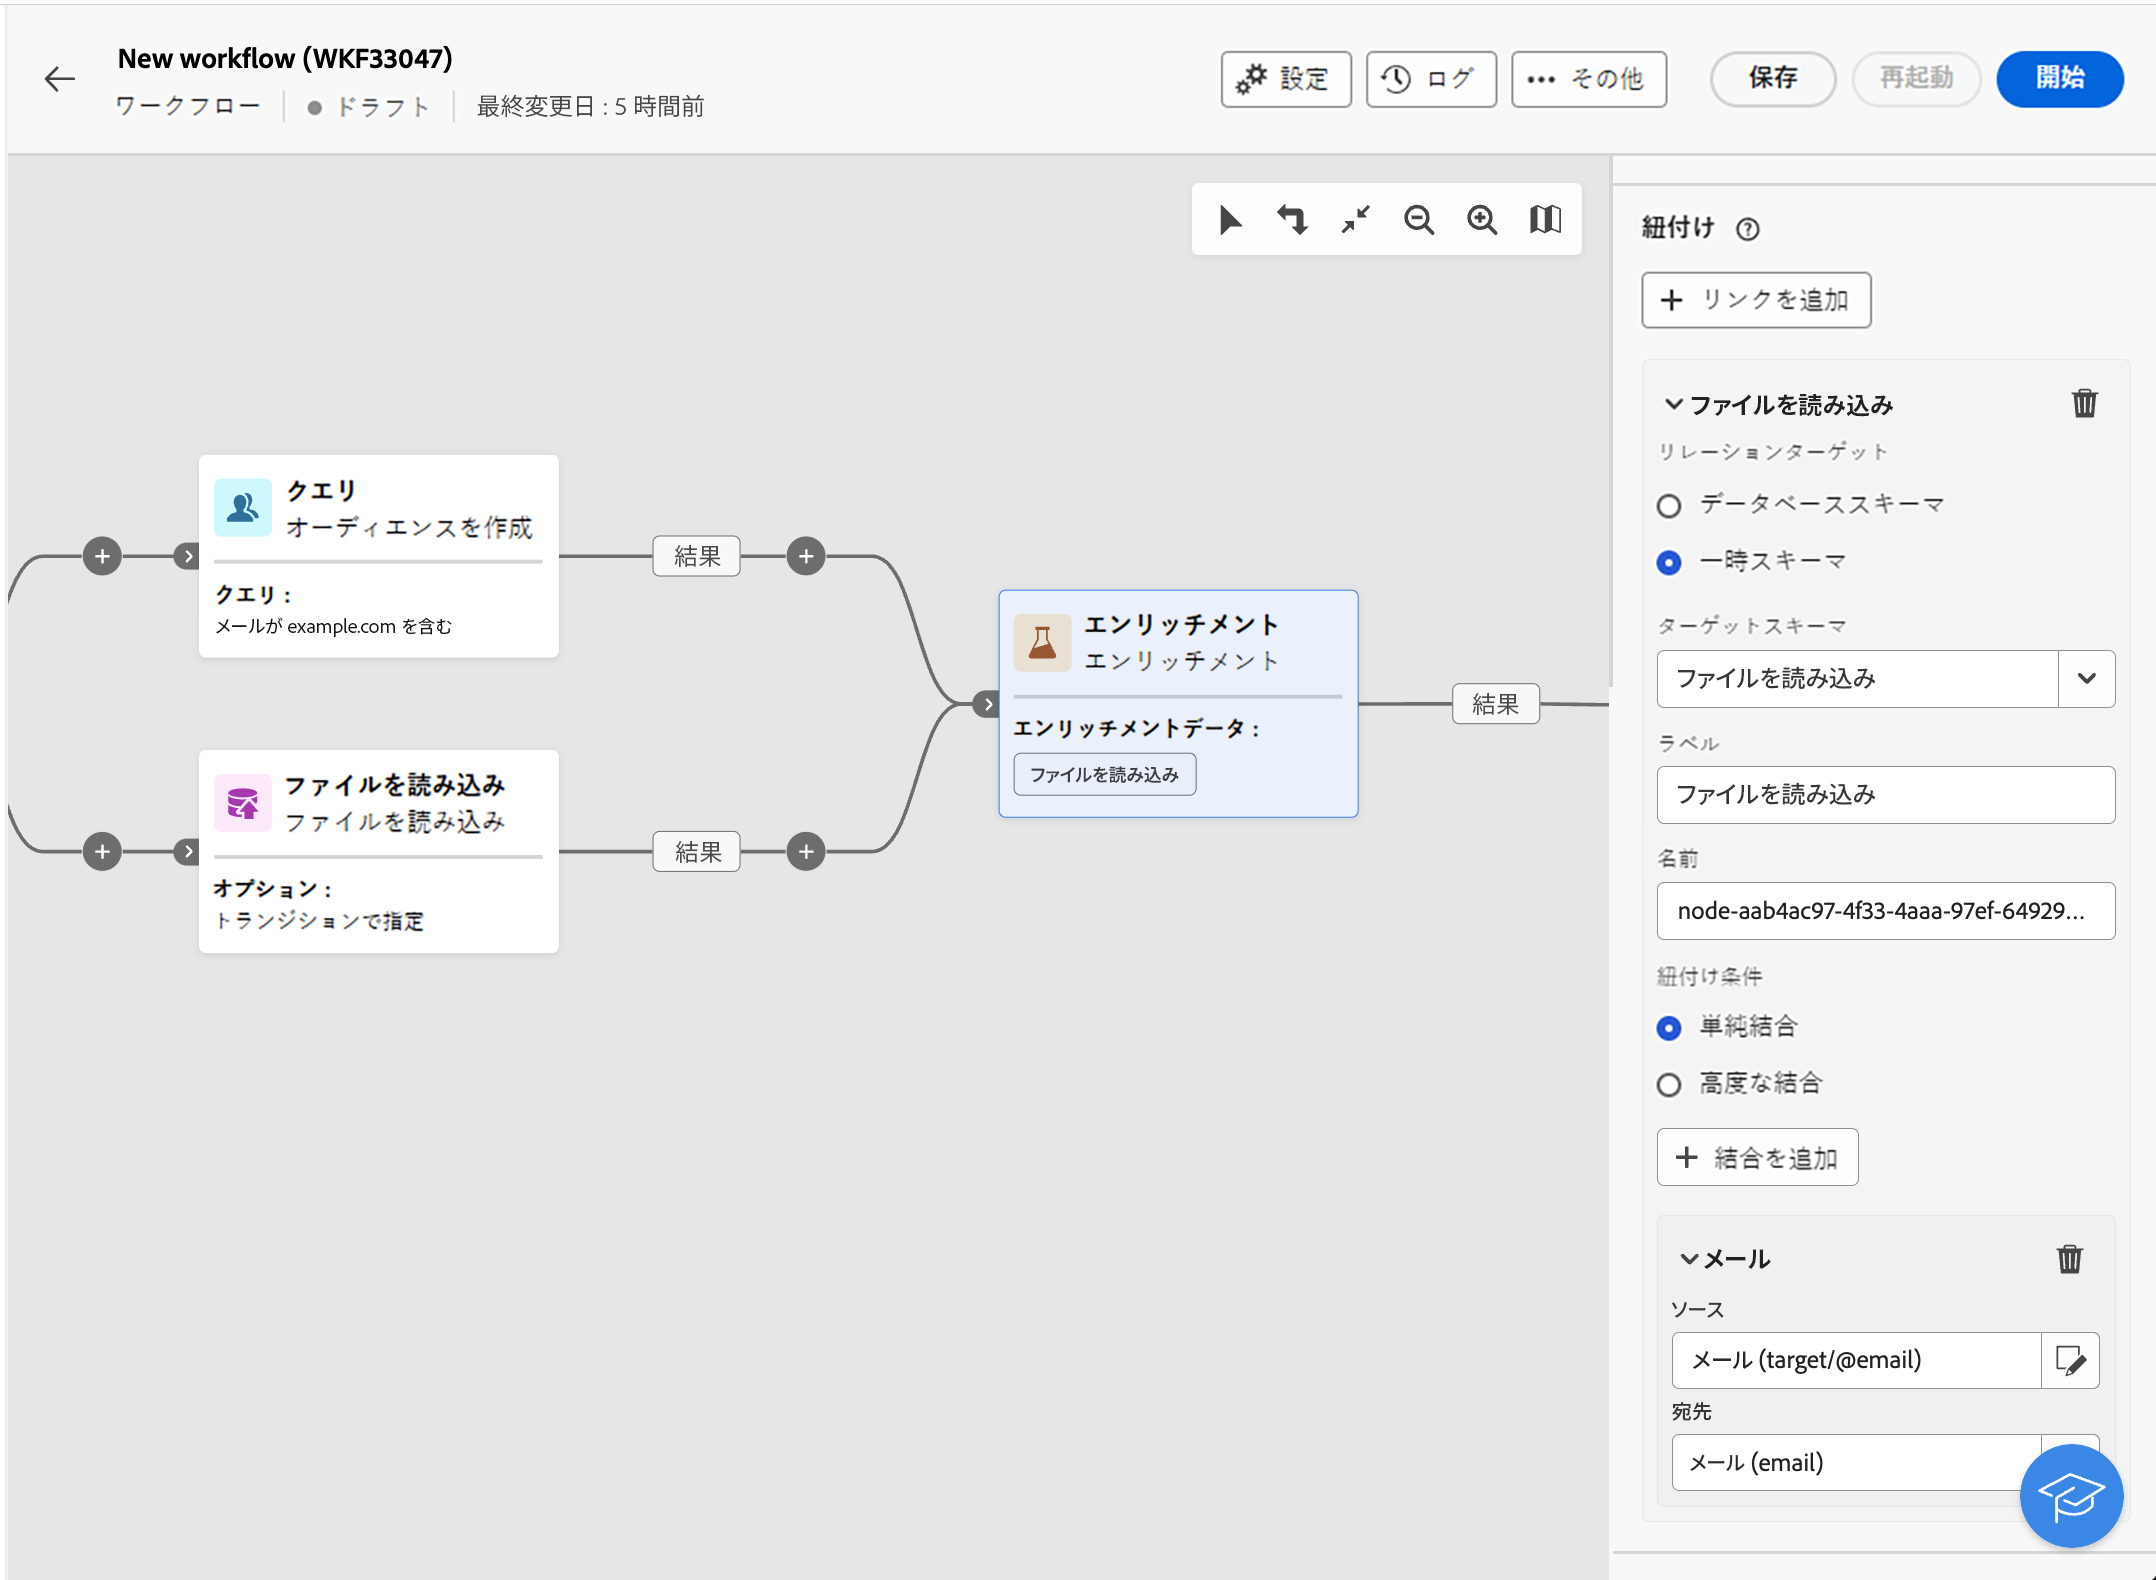 New workflow (WKF33047)
ワークフロー ドラフト 最終変更日 : 5 時間前
設定 ログ その他 保存 再起動 開始
クエリ
オーディエンスを作成
クエリ :
メールが example.com を含む
結果
ファイルを読み込み
ファイルを読み込み
オプション :
トランジションで指定
結果
エンリッチメント
エンリッチメント
エンリッチメントデータ :
ファイルを読み込み
結果
紐付け
リンクを追加
ファイルを読み込み
リレーションターゲット
データベーススキーマ
一時スキーマ
ターゲットスキーマ
ファイルを読み込み
ラベル
ファイルを読み込み
名前
node-aab4ac97-4f33-4aaa-97ef-64929...
紐付け条件
単純結合
高度な結合
結合を追加
メール
ソース
メール (target/@email)
宛先
メール (email)